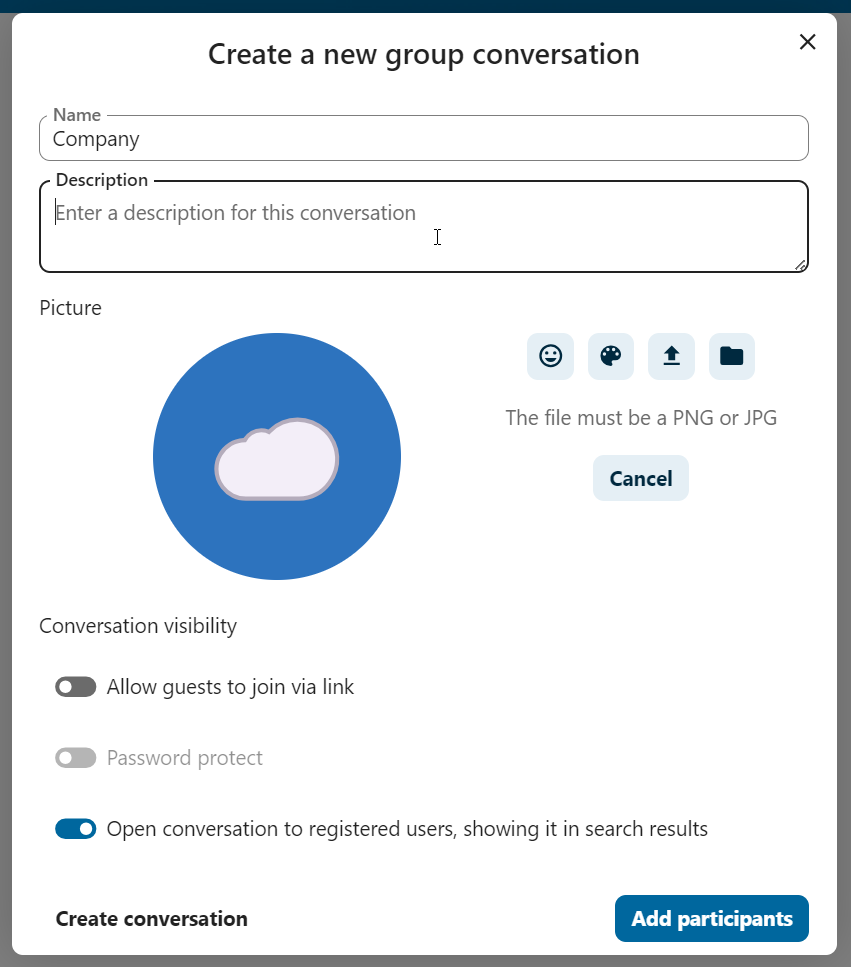 Create a new group conversation
Name
Company
Description
Enter a description for this conversation
Picture
The file must be a PNG or JPG
Cancel
Conversation visibility
Allow guests to join via link
Password protect
Open conversation to registered users, showing it in search results
Create conversation
Add participants